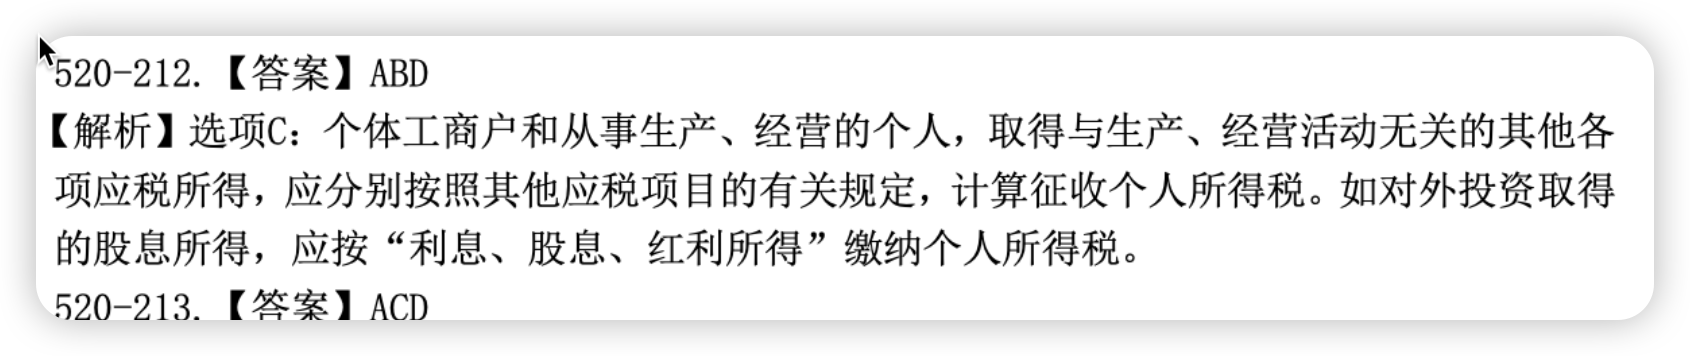 520-212.【答案】ABD
【解析】选项C：个体工商户和从事生产、经营的个人，取得与生产、经营活动无关的其他各
项应税所得，应分别按照其他应税项目的有关规定，计算征收个人所得税。如对外投资取得
的股息所得，应按“利息、股息、红利所得”缴纳个人所得税。
520-213.【答案】ACD